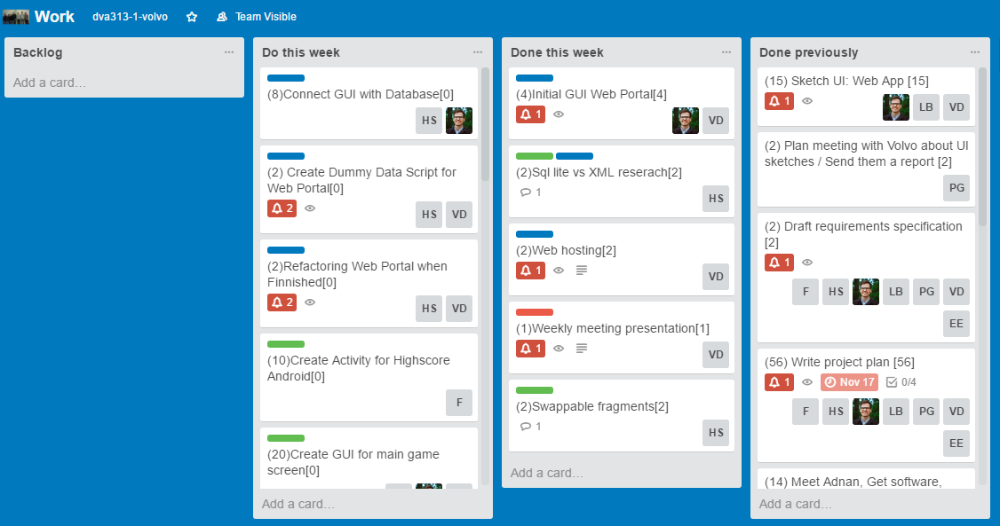 Work dva313-1-volvo Team Visible
Backlog
Add a card…
Do this week
(8)Connect GUI with Database[0]
HS
(2) Create Dummy Data Script for
Web Portal[0]
2
HS VD
(2)Refactoring Web Portal when
Finnished[0]
2
HS VD
(10)Create Activity for Highscore
Android[0]
F
(20)Create GUI for main game
screen[0]
Add a card…
Done this week
(4)Initial GUI Web Portal[4]
1
VD
(2)Sql lite vs XML reserach[2]
1
HS
(2)Web hosting[2]
1
VD
(1)Weekly meeting presentation[1]
1
VD
(2)Swappable fragments[2]
1
HS
Add a card…
Done previously
(15) Sketch UI: Web App [15]
1
LB VD
(2) Plan meeting with Volvo about UI
sketches / Send them a report [2]
PG
(2) Draft requirements specification
[2]
1
F HS LB PG VD
EE
(56) Write project plan [56]
1 Nov 17 0/4
F HS LB PG VD
EE
(14) Meet Adnan, Get software,
Add a card…